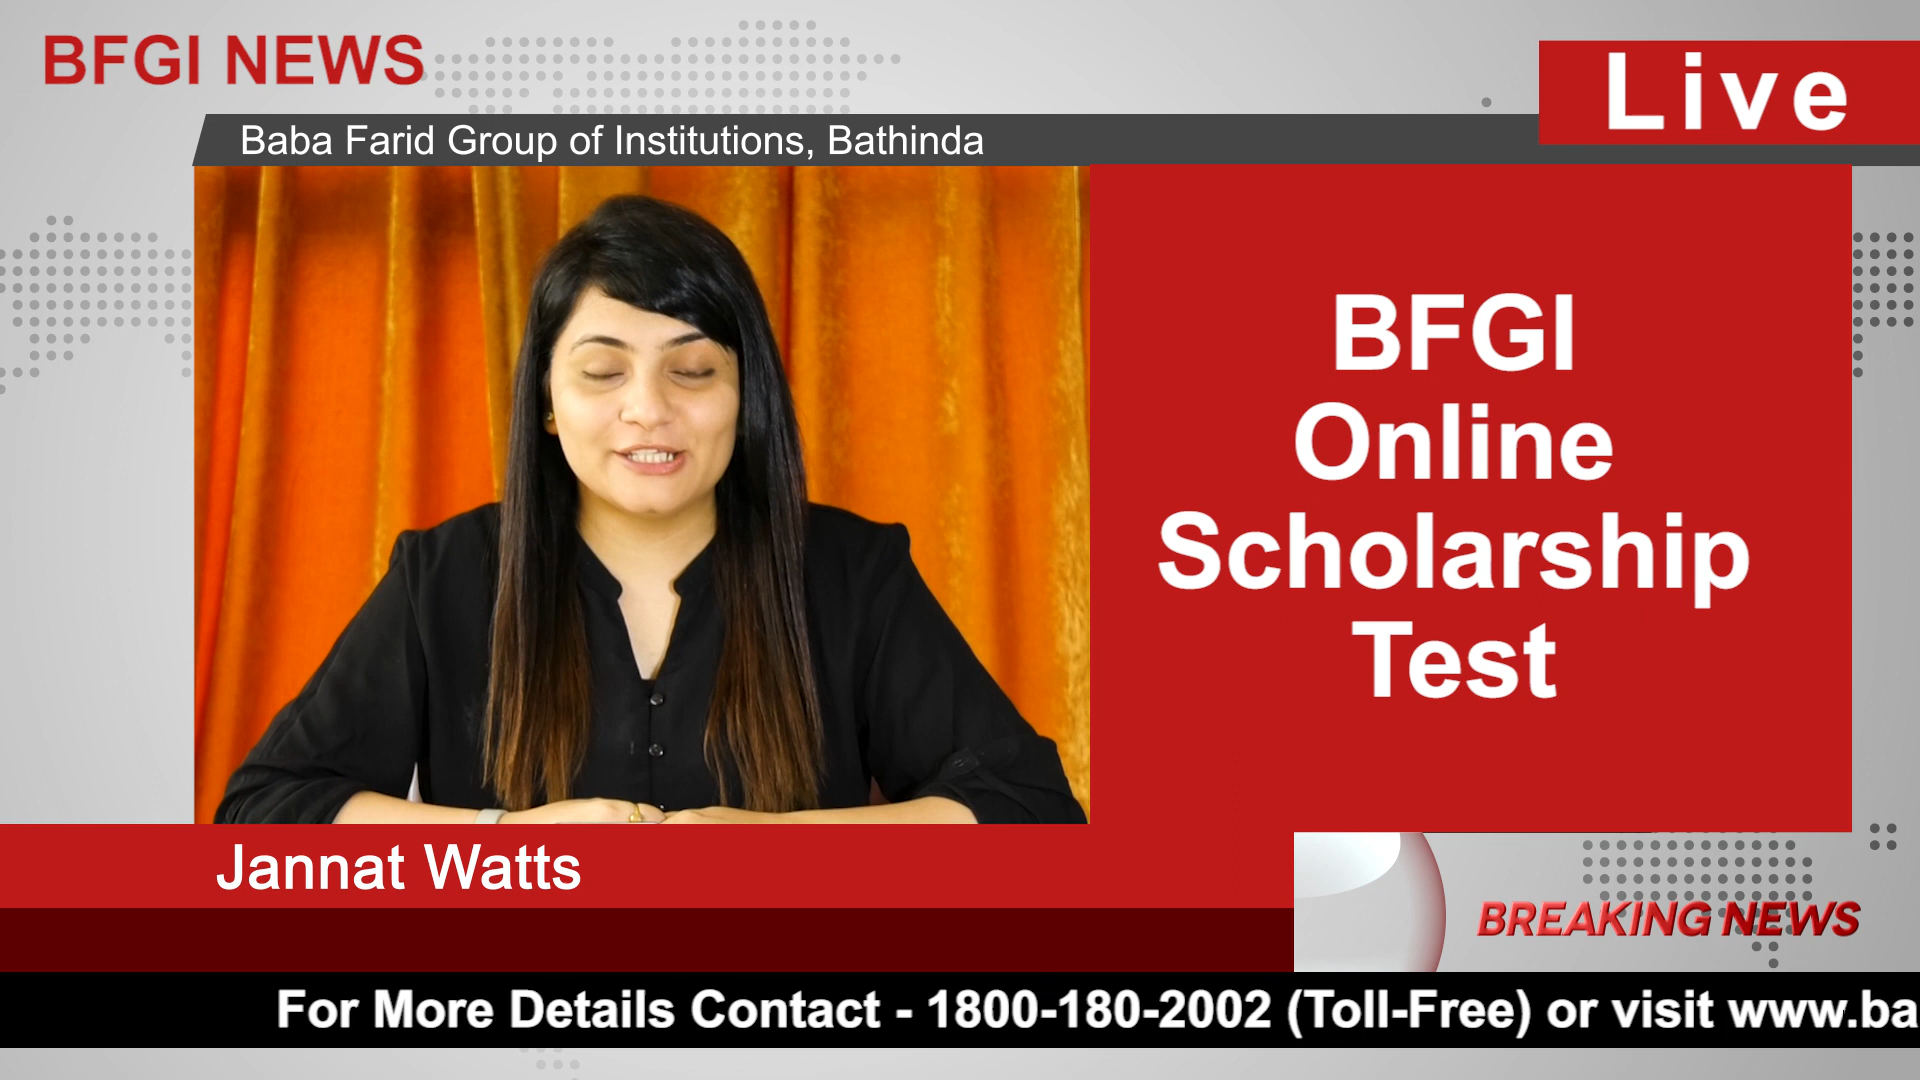 BFGI NEWS
Live
Baba Farid Group of Institutions, Bathinda
BFGI
Online
Scholarship
Test
Jannat Watts
BREAKING NEWS
For More Details Contact - 1800-180-2002 (Toll-Free) or visit www.ba